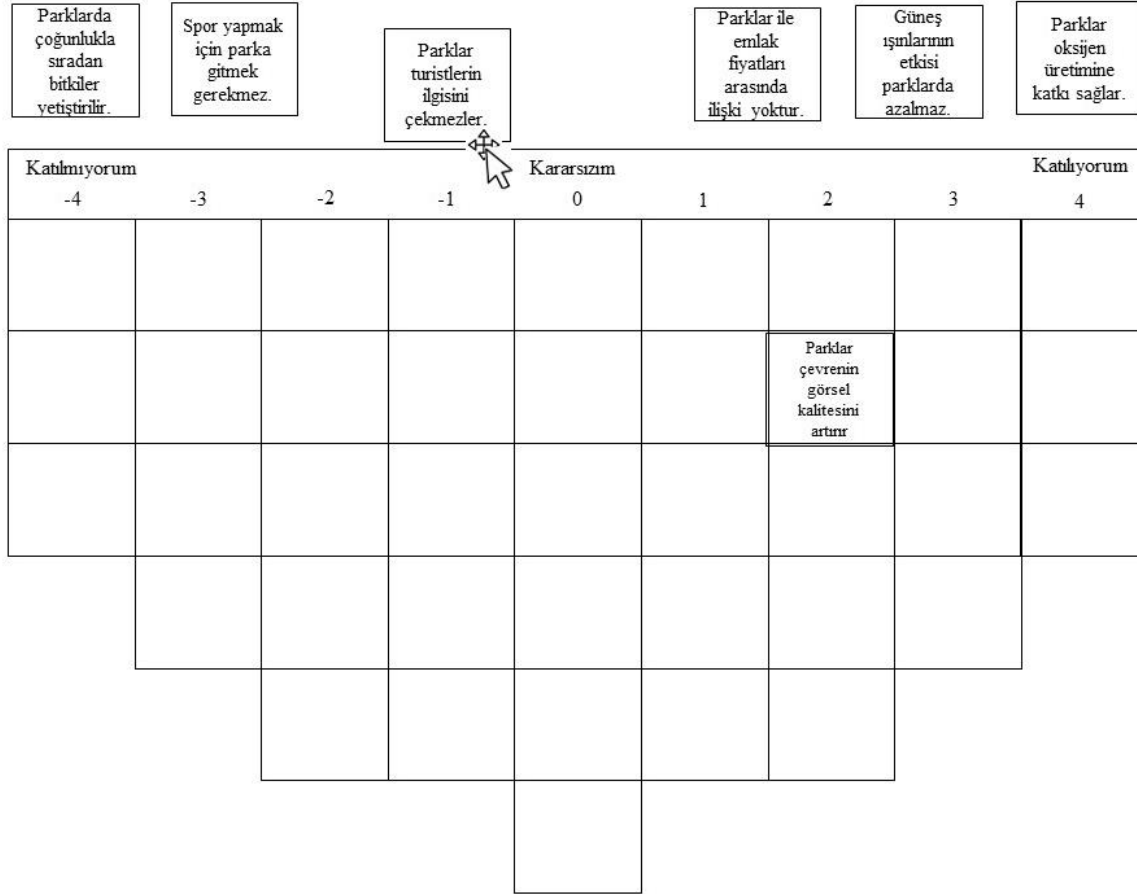 Parklarda
çoğunlukla
sıradan
bitkiler
yetiştirilir.
Spor yapmak
için parka
gitmek
gerekmez.
Parklar
turistlerin
ilgisini
çekmezler.
Parklar ile
emlak
fiyatları
arasında
ilişki yoktur.
Güneş
ışınlarının
etkisi
parklarda
azalmaz.
Parklar
oksijen
üretimine
katkı sağlar.
Katılmıyorum Kararsızım Katılıyorum
-4 -3 -2 -1 0 1 2 3 4
Parklar
çevrenin
görsel
kalitesini
artırır